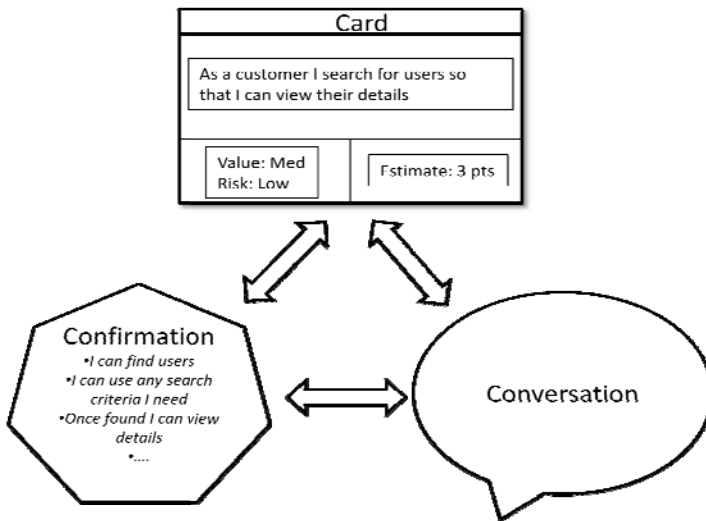 Card
As a customer I search for users so
that I can view their details
Value: Med
Risk: Low
Estimate: 3 pts
Confirmation
•I can find users
•I can use any search
criteria I need
•Once found I can view
details
•....
Conversation